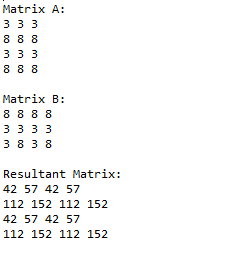 Matrix A:
3 3 3
8 8 8
3 3 3
8 8 8
Matrix B:
8 8 8 8
3 3 3 3
3 8 3 8
Resultant Matrix:
42 57 42 57
112 152 112 152
42 57 42 57
112 152 112 152